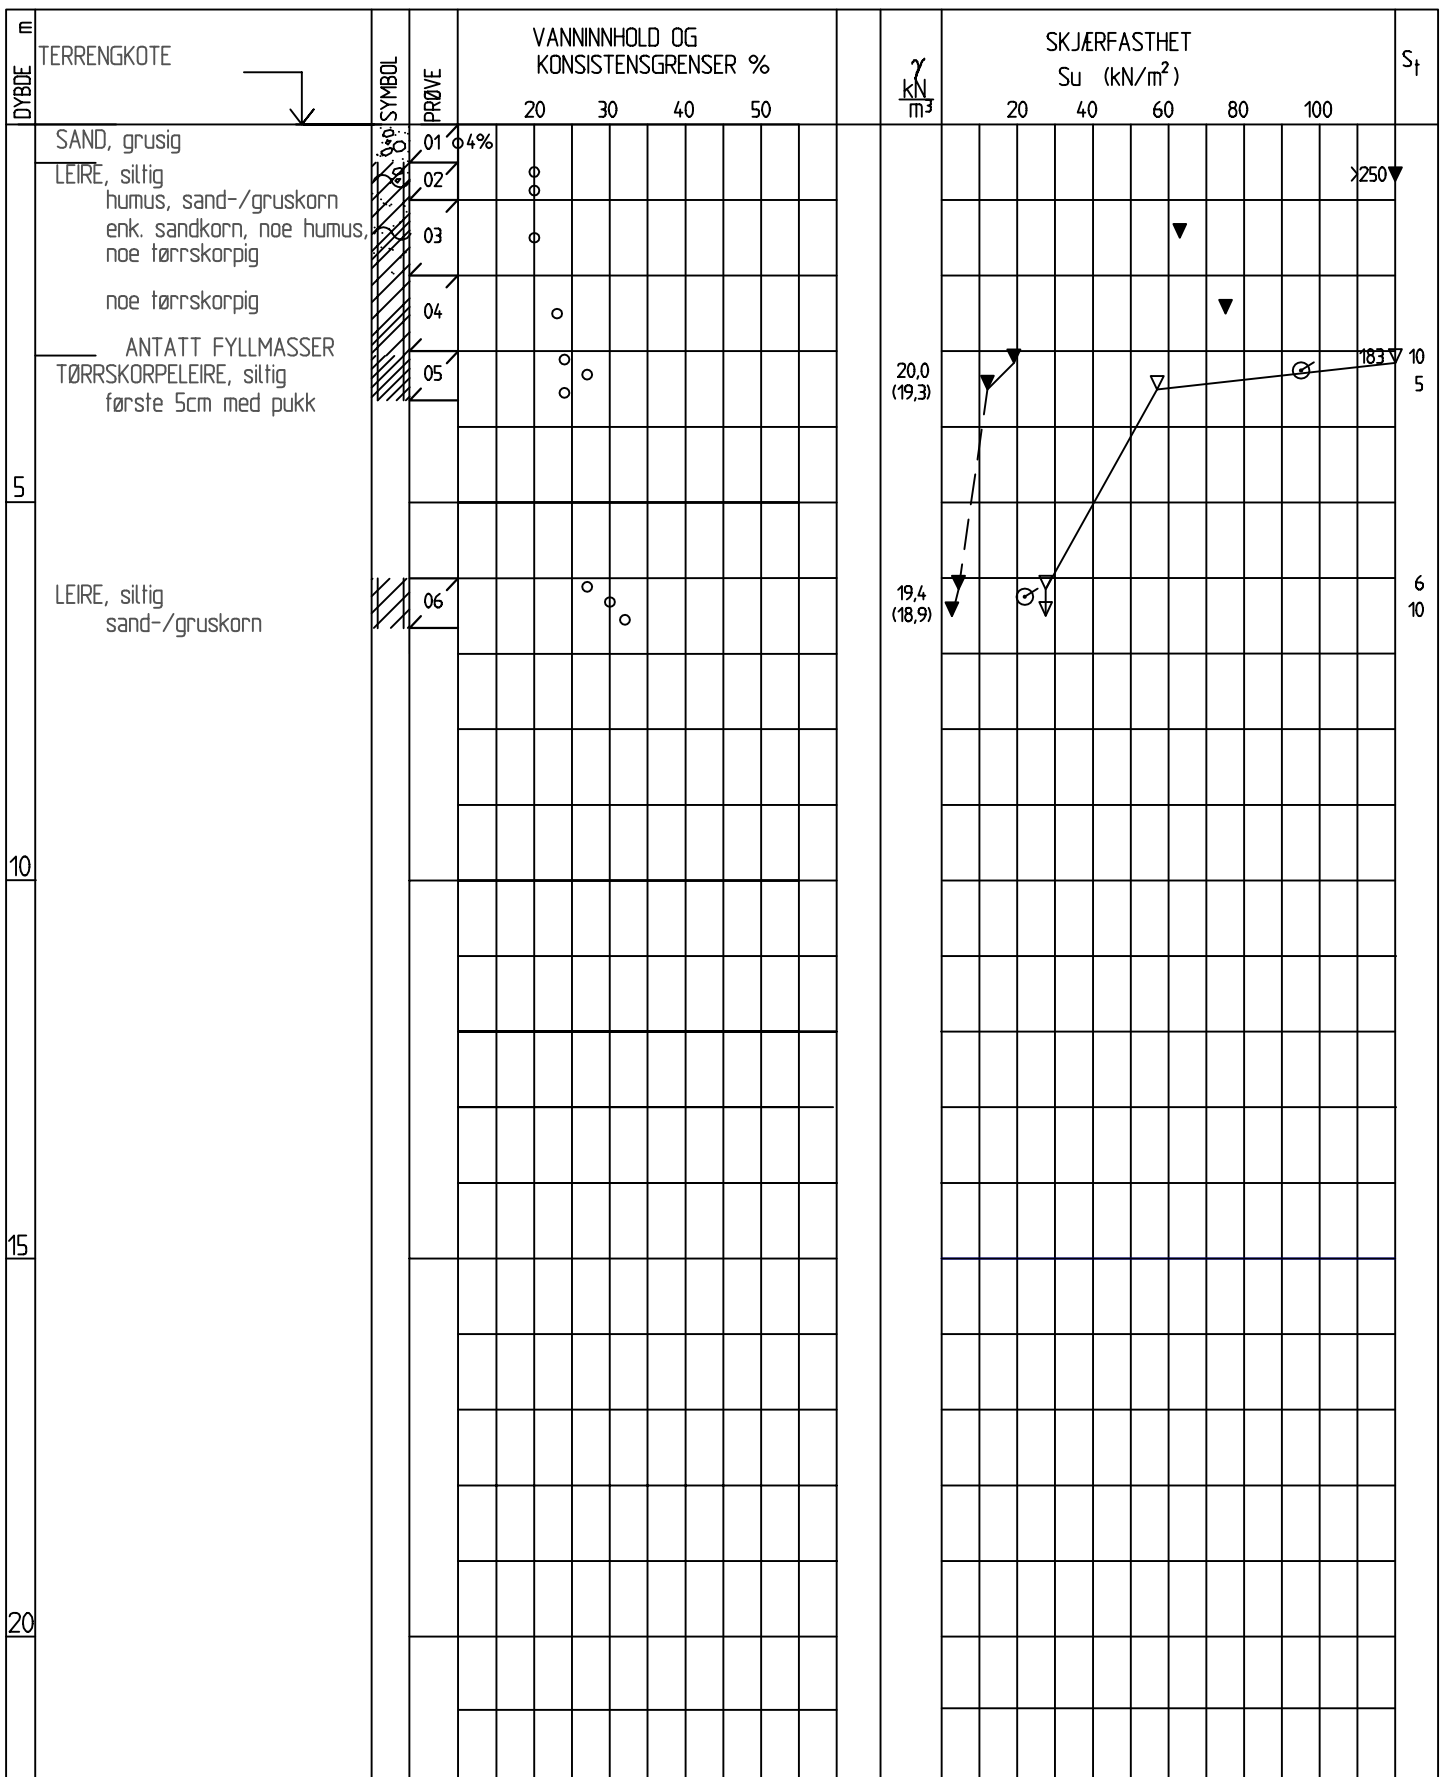 DYBDE m
TERRENGKOTE
SYMBOL
PRØVE
VANNINNHOLD OG
KONSISTENSGRENSER %
20 30 40 50
γ
kN
m³
SKJÆRFASTHET
Su (kN/m²)
20 40 60 80 100
St
SAND, grusig
01
4%
LEIRE, siltig
02
>250
humus, sand-/gruskorn
enk. sandkorn, noe humus,
03
noe tørrskorpig
noe tørrskorpig
04
ANTATT FYLLMASSER
183
10
TØRRSKORPELEIRE, siltig
05
20,0
5
(19,3)
første 5cm med pukk
5
LEIRE, siltig
06
19,4
6
(18,9)
10
sand-/gruskorn
10
15
20